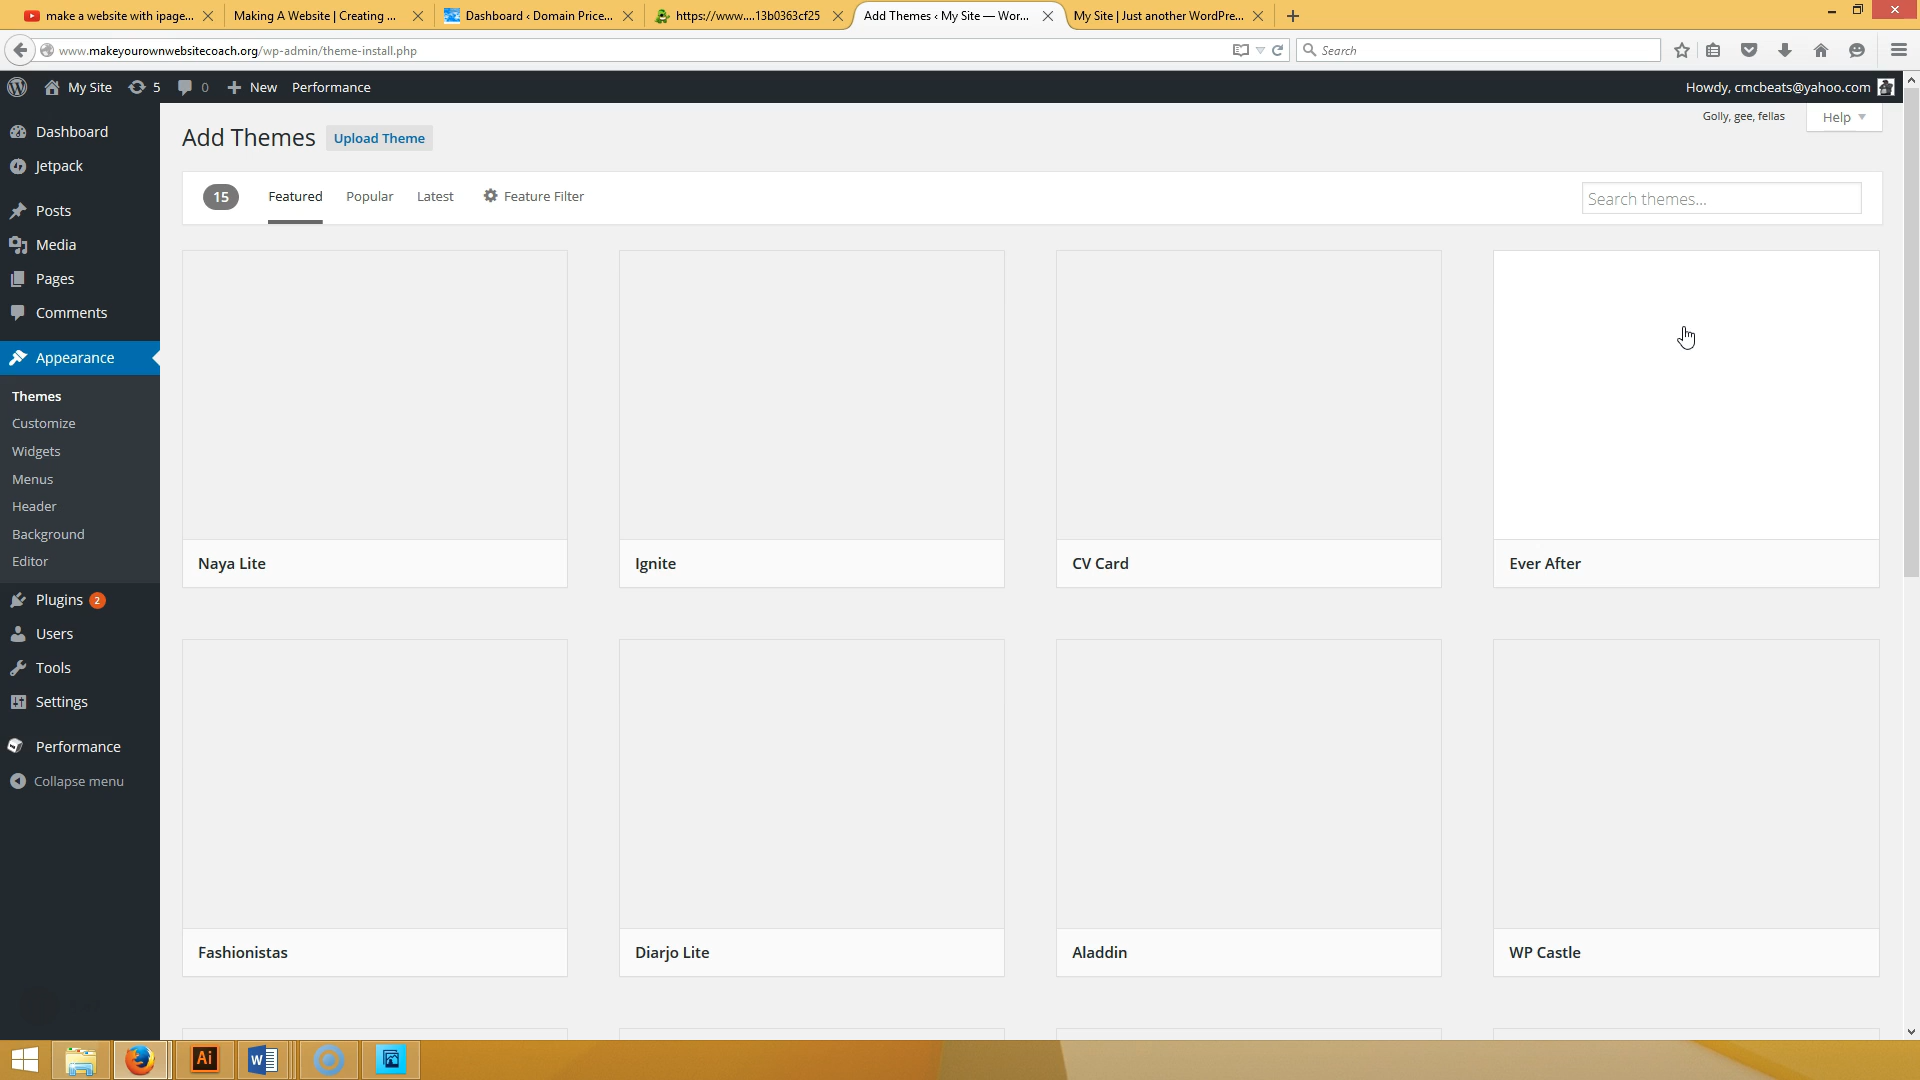 make a website with ipage...
Making A Website | Creating ...
Dashboard ‹ Domain Price...
https://www....13b0363cf25
Add Themes ‹ My Site — Wor...
My Site | Just another WordPre...
www.makeyourownwebsitecoach.org/wp-admin/theme-install.php
Search
My Site
5
0
New
Performance
Howdy, cmcbeats@yahoo.com
Dashboard
Jetpack
Posts
Media
Pages
Comments
Appearance
Themes
Customize
Widgets
Menus
Header
Background
Editor
Plugins 2
Users
Tools
Settings
Performance
Collapse menu
Add Themes
Upload Theme
Golly, gee, fellas
Help
15
Featured
Popular
Latest
Feature Filter
Search themes...
Naya Lite
Ignite
CV Card
Ever After
Fashionistas
Diarjo Lite
Aladdin
WP Castle
Ai
W